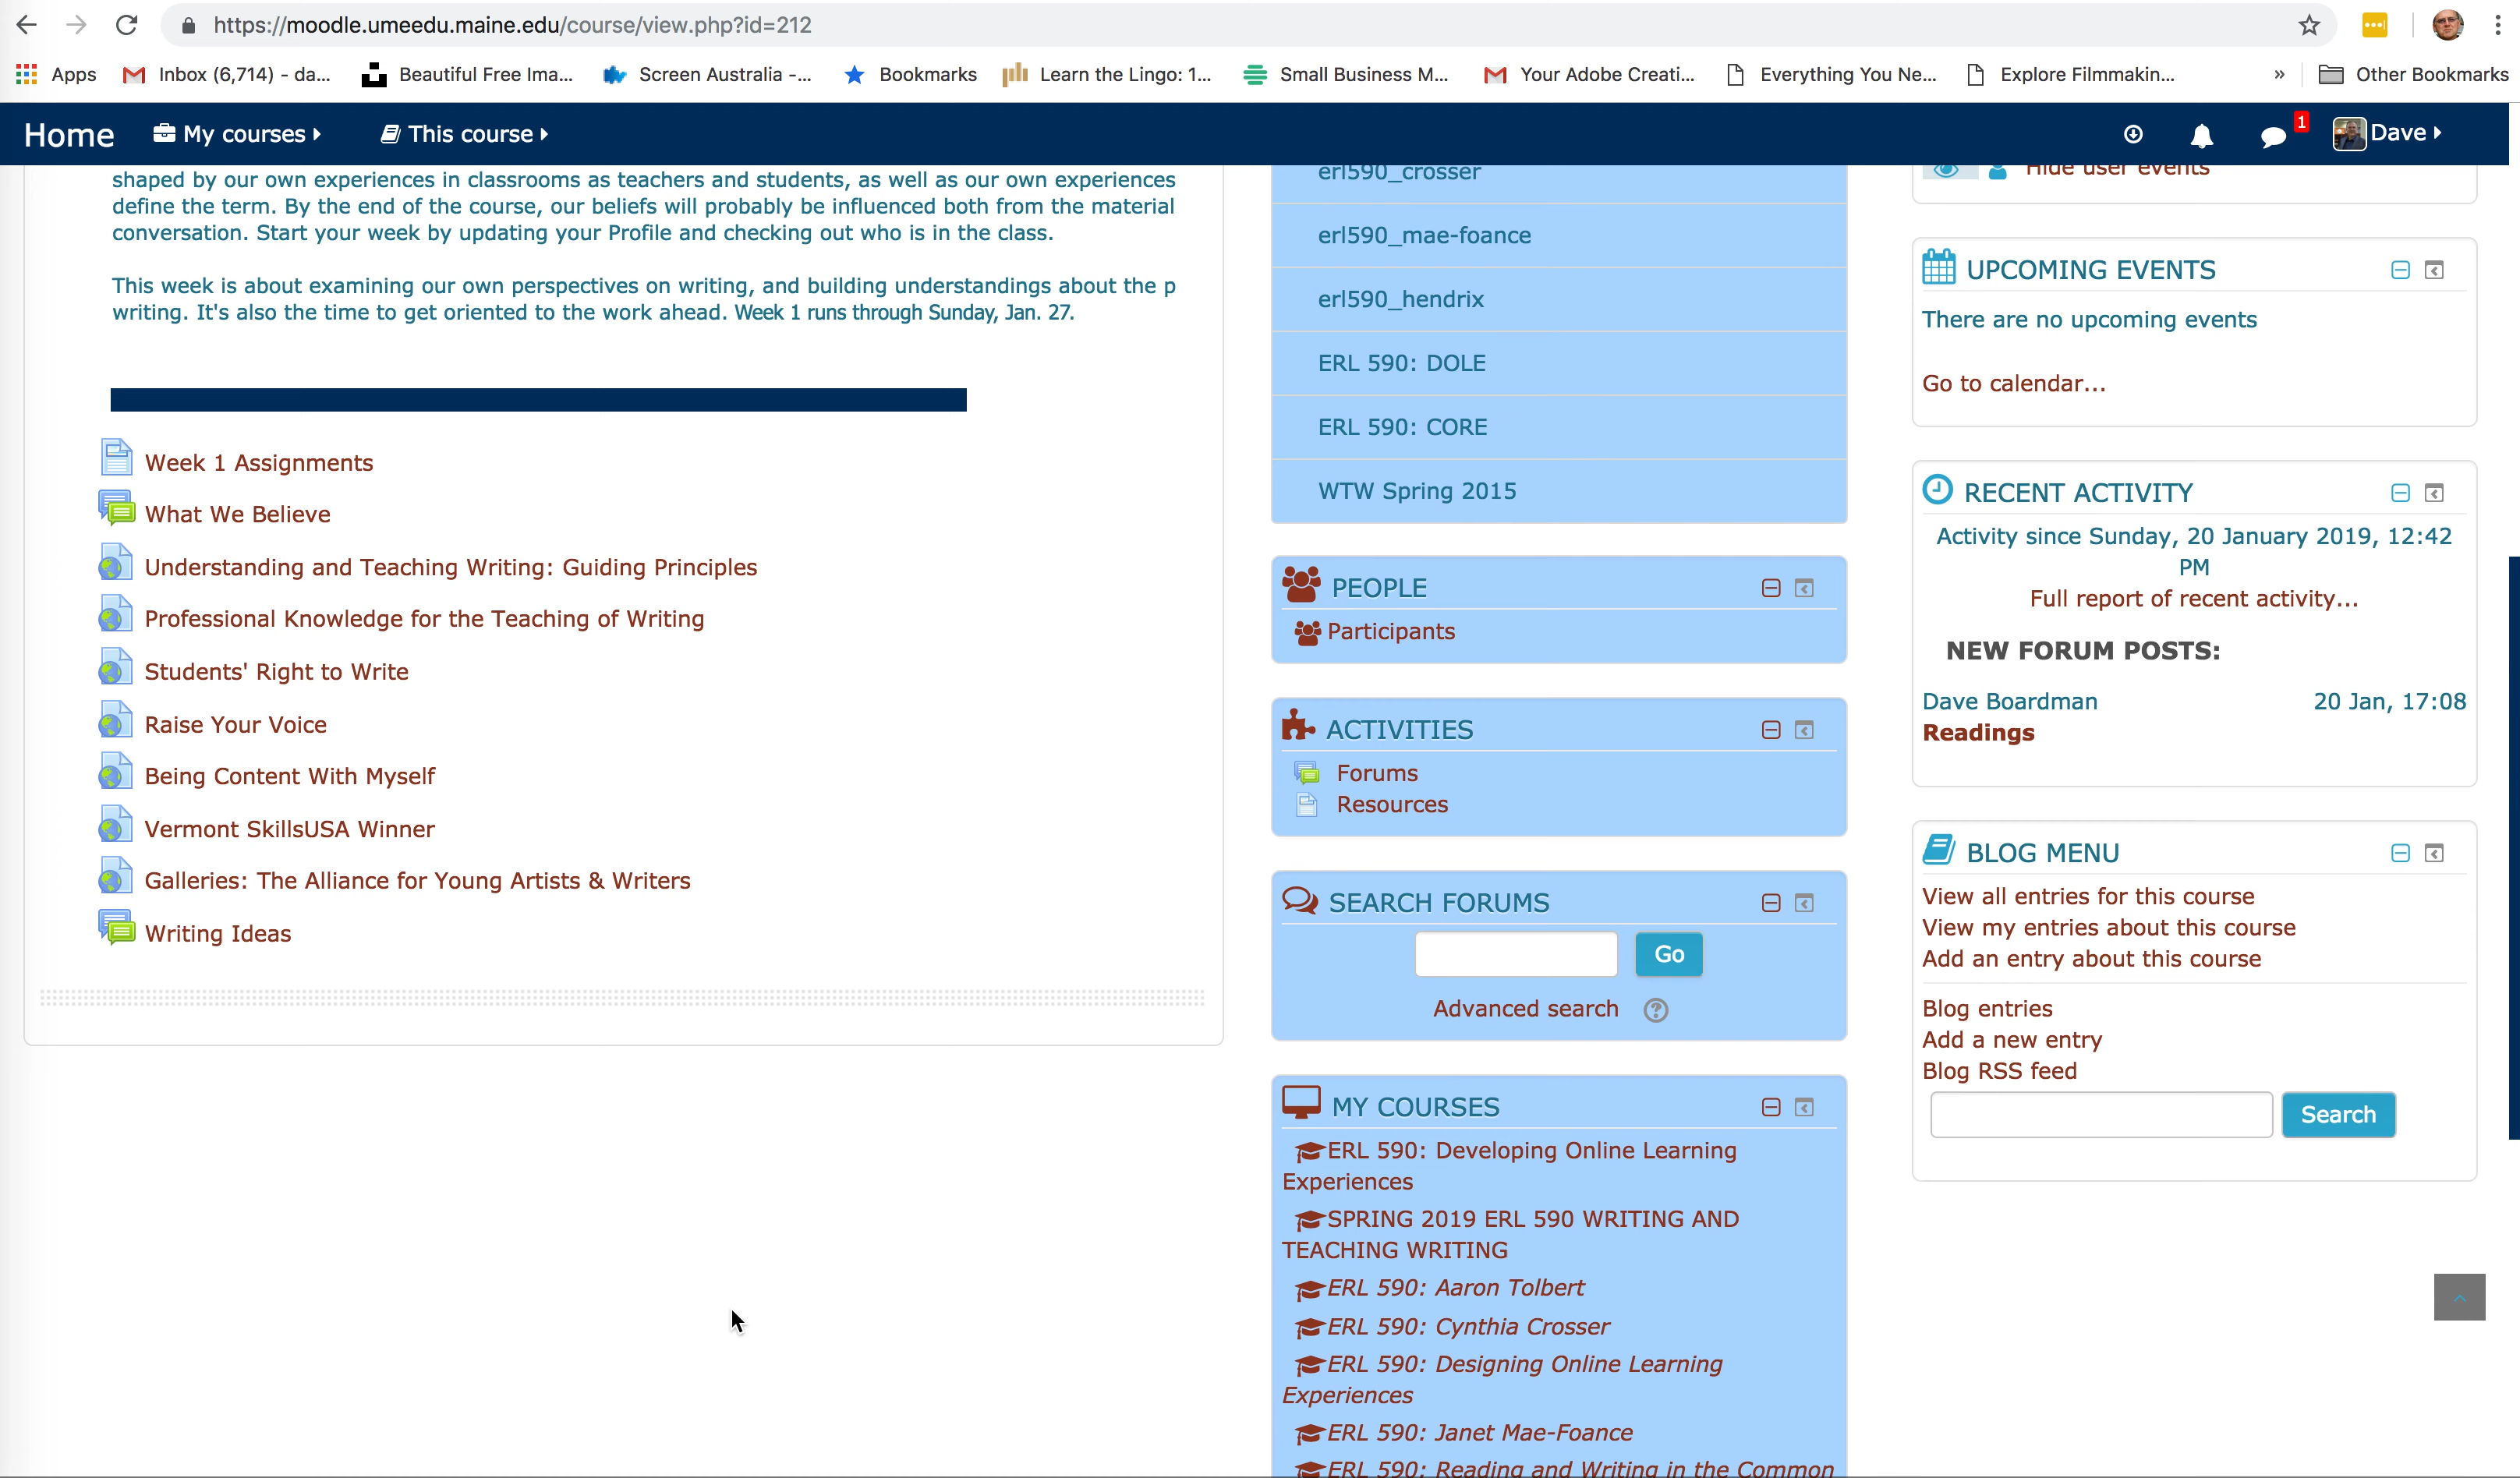 https://moodle.umeedu.maine.edu/course/view.php?id=212
Apps
Inbox (6,714) - da...
Beautiful Free Ima...
Screen Australia -...
Bookmarks
Learn the Lingo: 1...
Small Business M...
Your Adobe Creati...
Everything You Ne...
Explore Filmmakin...
»
Other Bookmarks
Home
My courses
This course
1
Dave
shaped by our own experiences in classrooms as teachers and students, as well as our own experiences
define the term. By the end of the course, our beliefs will probably be influenced both from the material
conversation. Start your week by updating your Profile and checking out who is in the class.
This week is about examining our own perspectives on writing, and building understandings about the p
writing. It's also the time to get oriented to the work ahead. Week 1 runs through Sunday, Jan. 27.
Week 1 Assignments
What We Believe
Understanding and Teaching Writing: Guiding Principles
Professional Knowledge for the Teaching of Writing
Students' Right to Write
Raise Your Voice
Being Content With Myself
Vermont SkillsUSA Winner
Galleries: The Alliance for Young Artists & Writers
Writing Ideas
erl590_crosser
erl590_mae-foance
erl590_hendrix
ERL 590: DOLE
ERL 590: CORE
WTW Spring 2015
PEOPLE
Participants
ACTIVITIES
Forums
Resources
SEARCH FORUMS
Go
Advanced search
MY COURSES
ERL 590: Developing Online Learning
Experiences
SPRING 2019 ERL 590 WRITING AND
TEACHING WRITING
ERL 590: Aaron Tolbert
ERL 590: Cynthia Crosser
ERL 590: Designing Online Learning
Experiences
ERL 590: Janet Mae-Foance
ERL 590: Reading and Writing in the Common
Hide user events
UPCOMING EVENTS
There are no upcoming events
Go to calendar...
RECENT ACTIVITY
Activity since Sunday, 20 January 2019, 12:42
PM
Full report of recent activity...
NEW FORUM POSTS:
Dave Boardman 20 Jan, 17:08
Readings
BLOG MENU
View all entries for this course
View my entries about this course
Add an entry about this course
Blog entries
Add a new entry
Blog RSS feed
Search